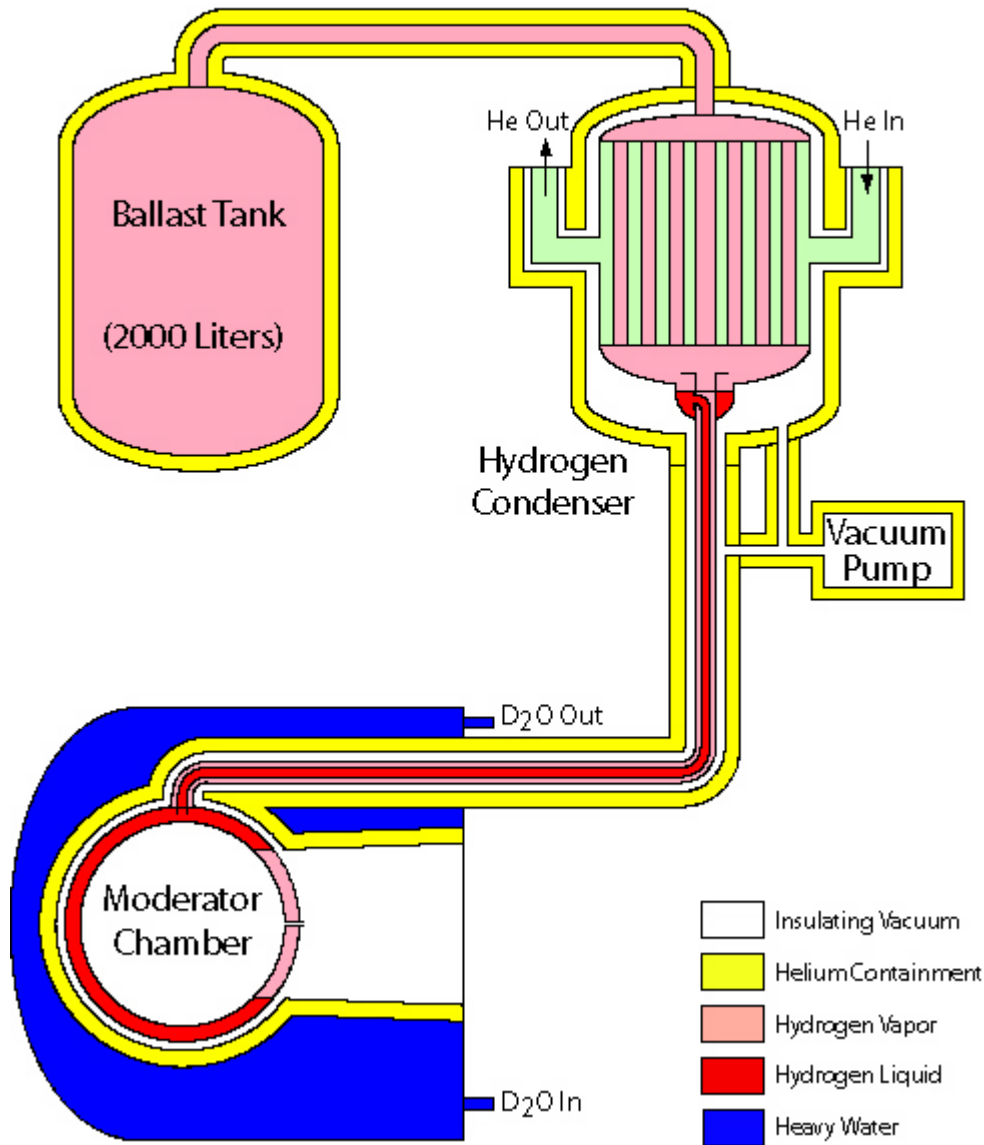 He Out
He In
Ballast Tank
(2000 Liters)
Hydrogen
Condenser
Vacuum
Pump
D2O Out
Moderator
Chamber
D2O In
Insulating Vacuum
Helium Containment
Hydrogen Vapor
Hydrogen Liquid
Heavy Water